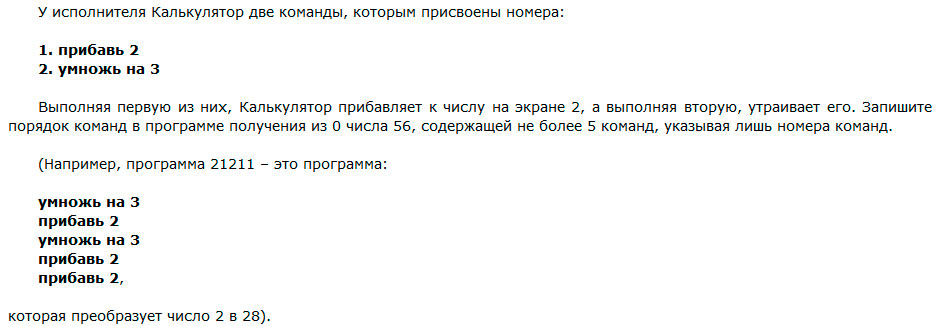 У исполнителя Калькулятор две команды, которым присвоены номера:
1. прибавь 2
2. умножь на 3
Выполняя первую из них, Калькулятор прибавляет к числу на экране 2, а выполняя вторую, утраивает его. Запишите
порядок команд в программе получения из 0 числа 56, содержащей не более 5 команд, указывая лишь номера команд.
(Например, программа 21211 – это программа:
умножь на 3
прибавь 2
умножь на 3
прибавь 2
прибавь 2,
которая преобразует число 2 в 28).